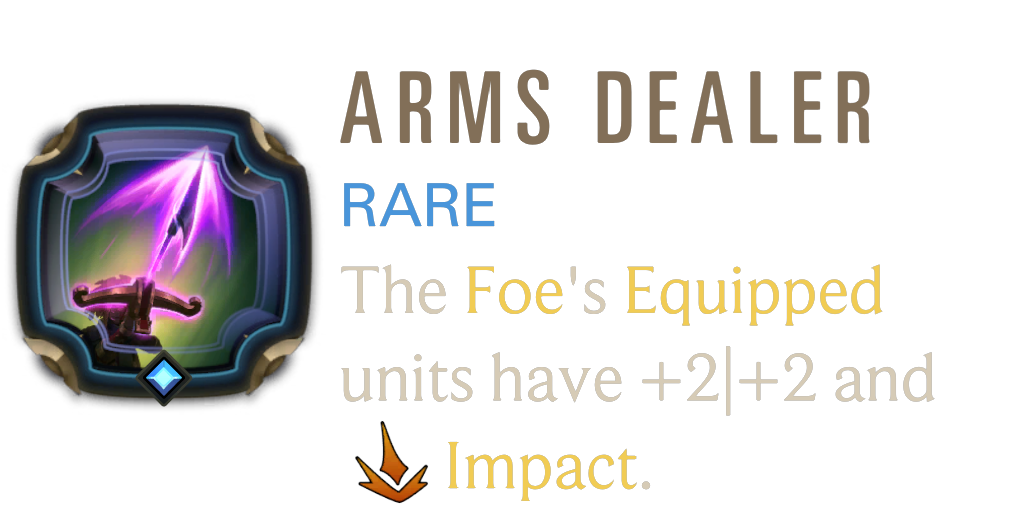 ARMS DEALER
RARE
The Foe's Equipped
units have +2|+2 and
Impact.